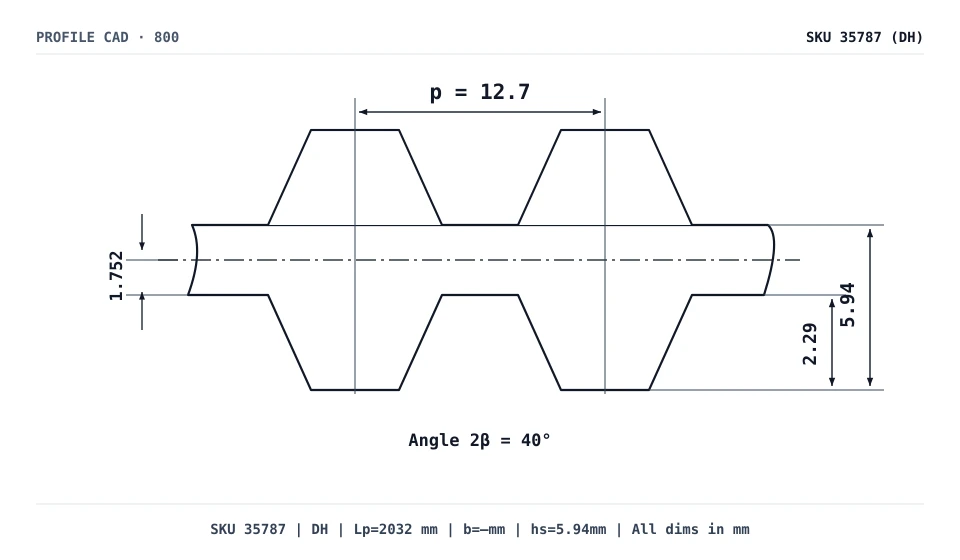 PROFILE CAD · 800
SKU 35787 (DH)
p = 12.7
1.752
5.94
2.29
Angle 2β = 40°
SKU 35787 | DH | Lp=2032 mm | b=—mm | hs=5.94mm | All dims in mm